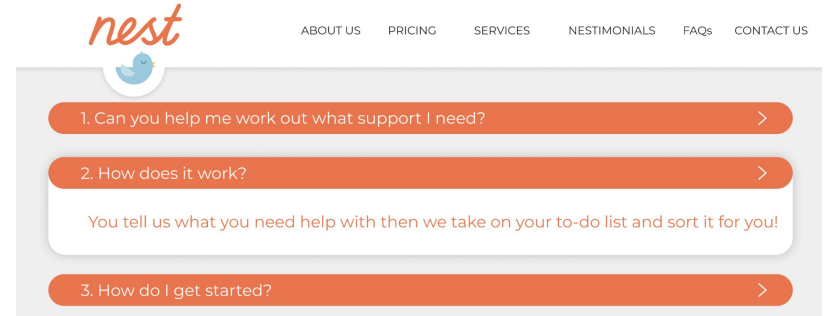 nest
ABOUT US PRICING SERVICES NESTIMONIALS FAQs CONTACT US
1. Can you help me work out what support I need?
2. How does it work?
You tell us what you need help with then we take on your to-do list and sort it for you!
3. How do I get started?